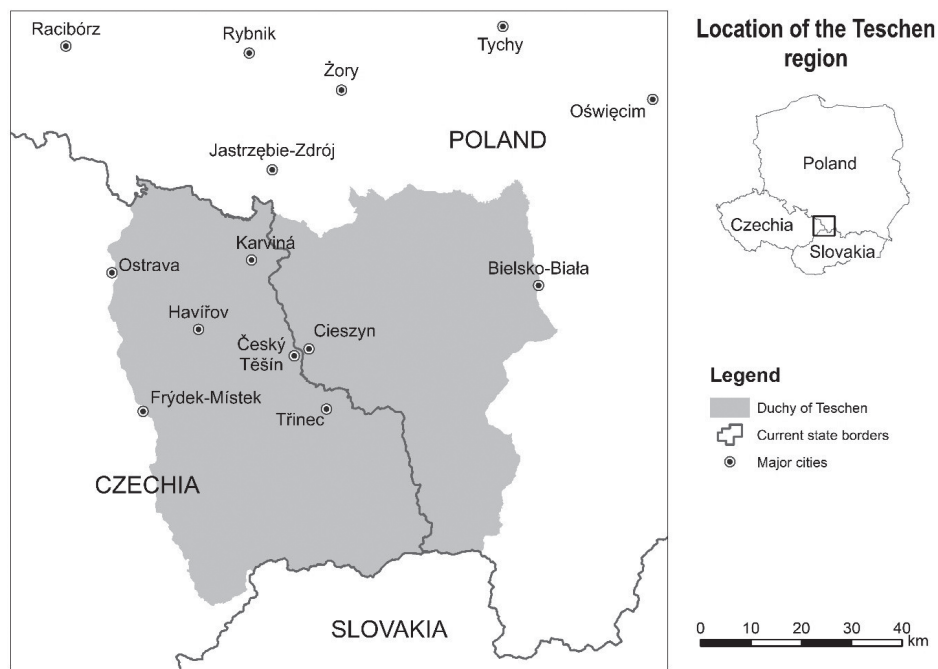 Racibórz
Rybnik
Tychy
Żory
Oświęcim
POLAND
Jastrzębie-Zdrój
Karviná
Ostrava
Bielsko-Biała
Havířov
Cieszyn
Český
Těšín
Frýdek-Místek
Třinec
CZECHIA
SLOVAKIA
Location of the Teschen
region
Poland
Czechia
Slovakia
Legend
Duchy of Teschen
Current state borders
Major cities
0 10 20 30 40
km